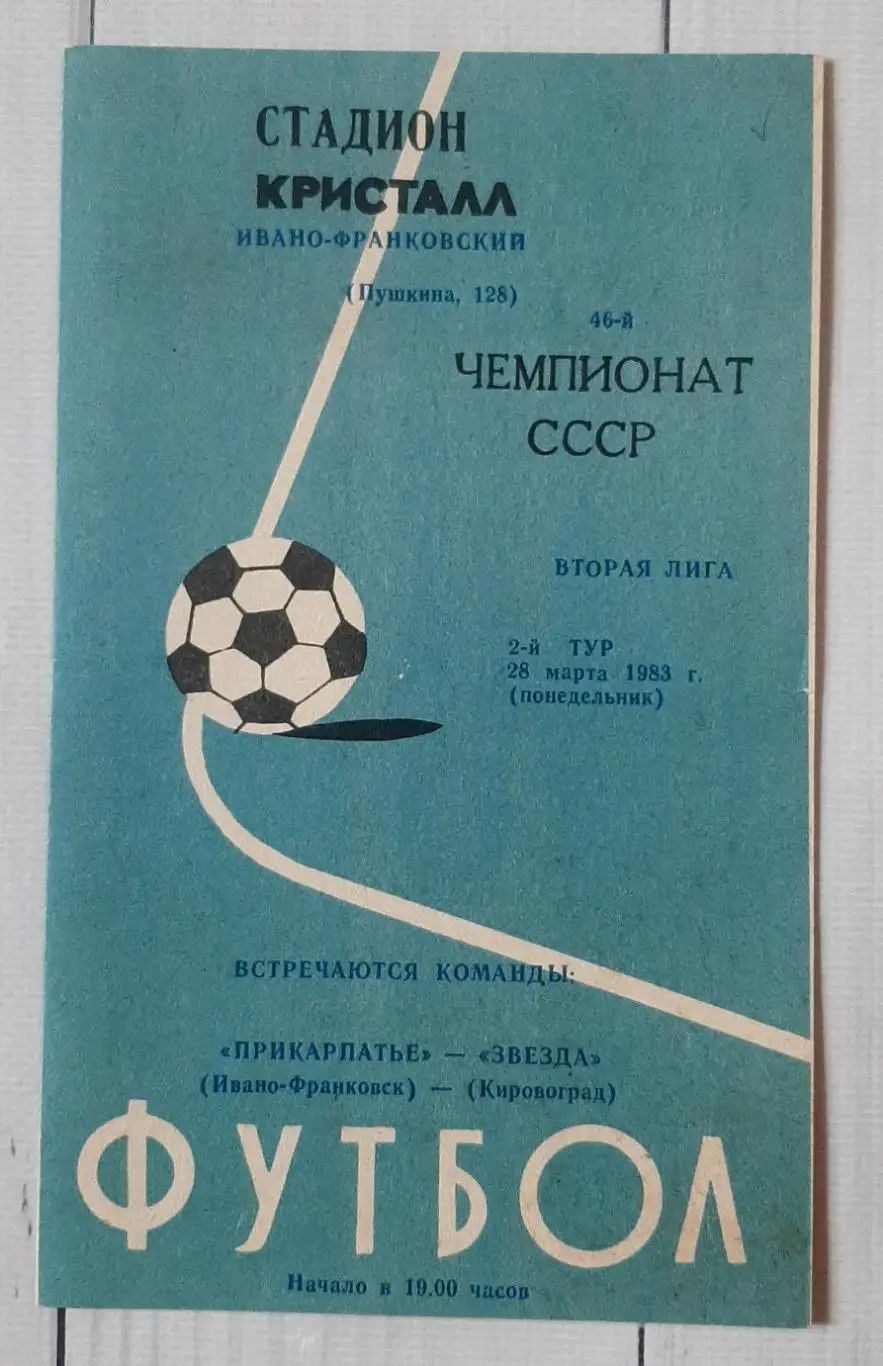 СТАДИОН
КРИСТАЛЛ
ИВАНО-ФРАНКОВСКИЙ
(Пушкина, 128)
46-й
ЧЕМПИОНАТ
СССР
ВТОРАЯ ЛИГА
2-й ТУР
28 марта 1983 г.
(понедельник)
ВСТРЕЧАЮТСЯ КОМАНДЫ:
«ПРИКАРПАТЬЕ» — «ЗВЕЗДА»
(Ивано-Франковск) — (Кировоград)
ФУТБОЛ
Начало в 19.00 часов